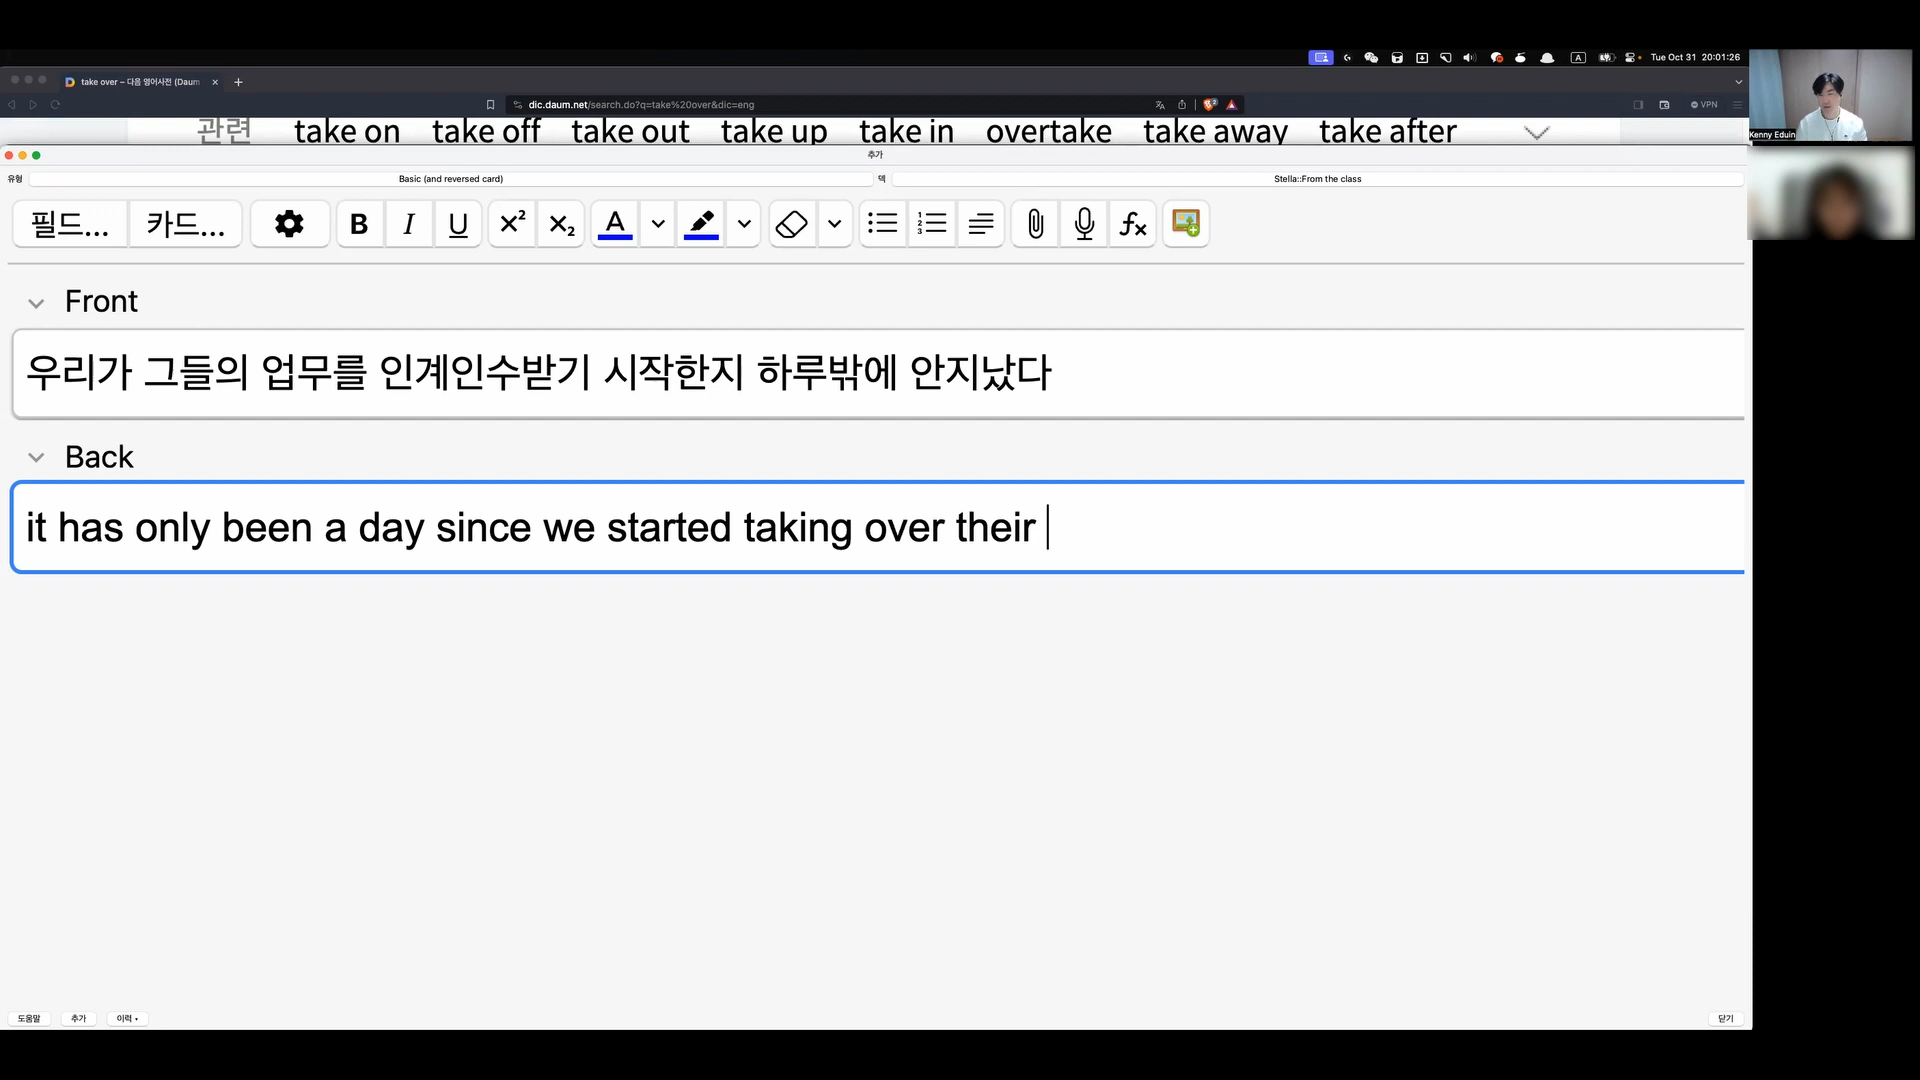 Tue Oct 31 20:01:26
take over – 다음 영어사전 (Daum
dic.daum.net/search.do?q=take%20over&dic=eng
VPN
Kenny Eduin
관련 take on take off take out take up take in overtake take away take after
추가
유형 Basic (and reversed card) 덱 Stella::From the class
필드... 카드... B I U x² x₂ A fx
Front
우리가 그들의 업무를 인계인수받기 시작한지 하루밖에 안지났다
Back
it has only been a day since we started taking over their
도움말 추가 이력 닫기